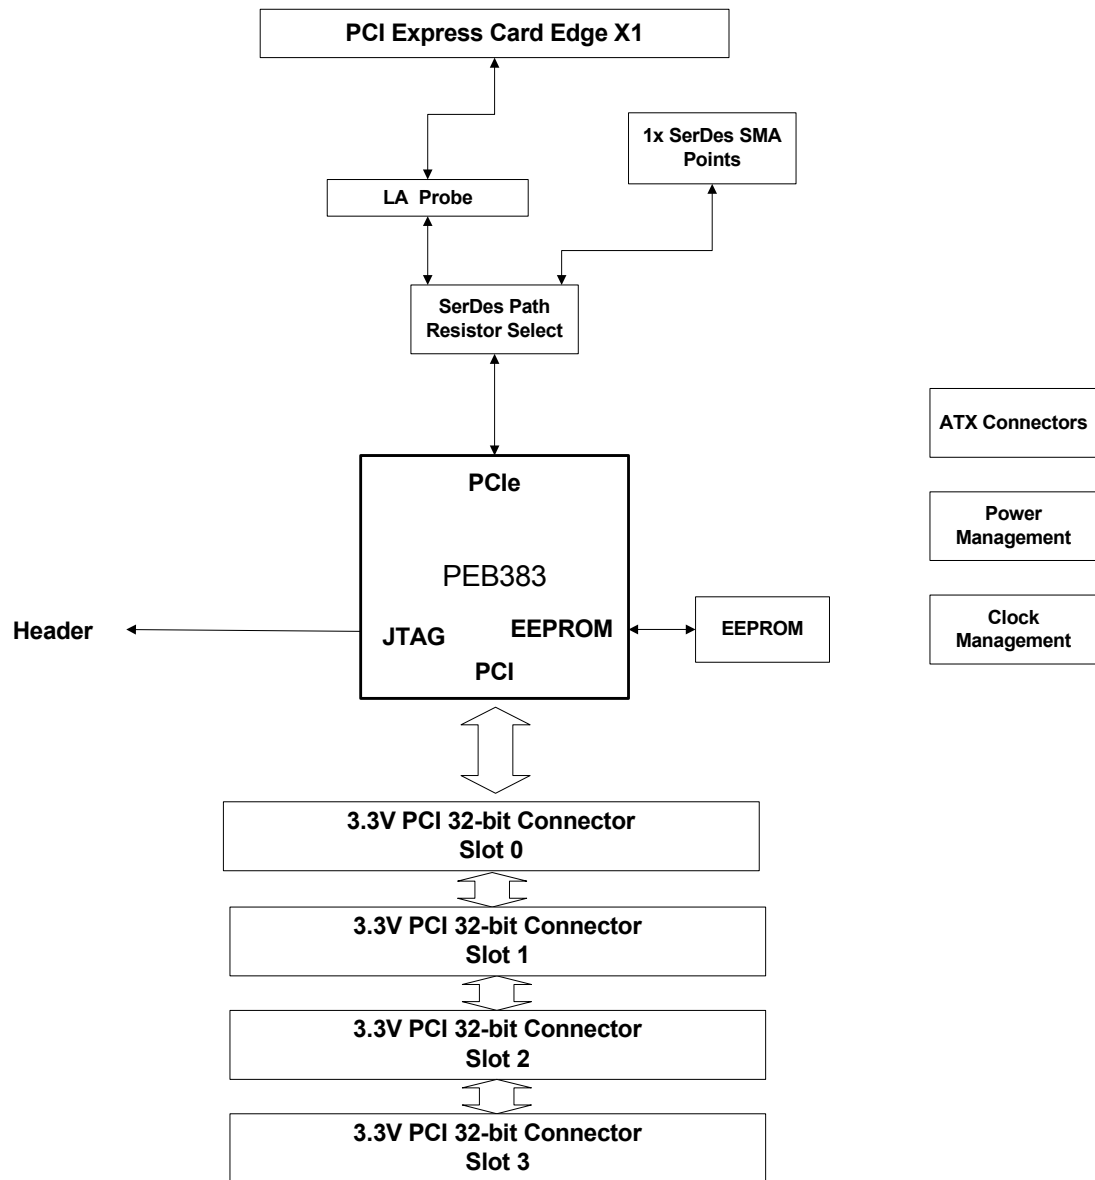 PCI Express Card Edge X1
1x SerDes SMA
Points
LA Probe
SerDes Path
Resistor Select
ATX Connectors
PCIe
Power
Management
PEB383
Header
JTAG
EEPROM
EEPROM
Clock
Management
PCI
3.3V PCI 32-bit Connector
Slot 0
3.3V PCI 32-bit Connector
Slot 1
3.3V PCI 32-bit Connector
Slot 2
3.3V PCI 32-bit Connector
Slot 3